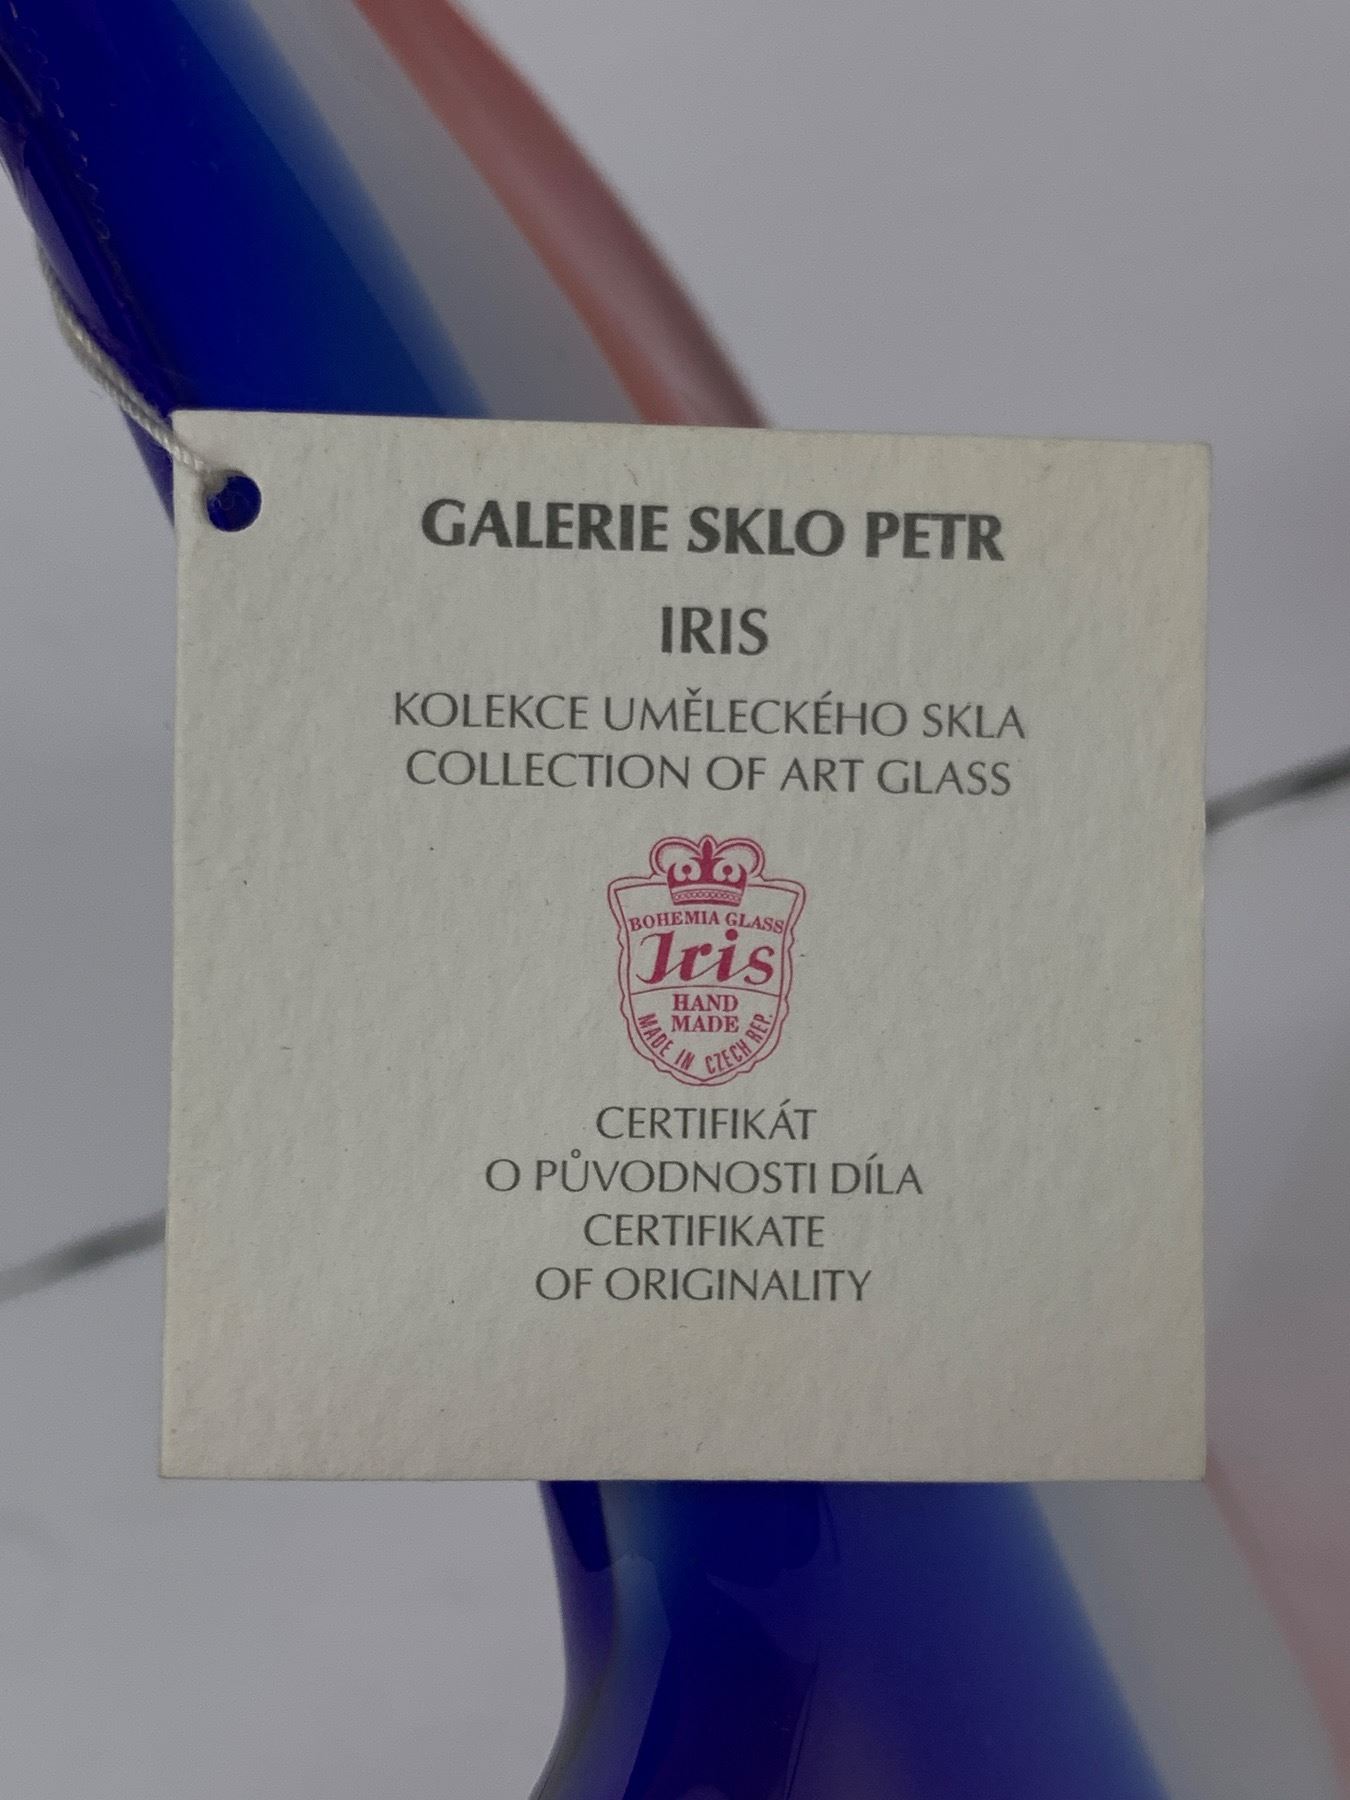 GALERIE SKLO PETR
IRIS
KOLEKCE UMĚLECKÉHO SKLA
COLLECTION OF ART GLASS
BOHEMIA GLASS
Iris
HAND
MADE
MADE IN CZECH REP.
CERTIFIKÁT
O PŮVODNOSTI DÍLA
CERTIFIKATE
OF ORIGINALITY